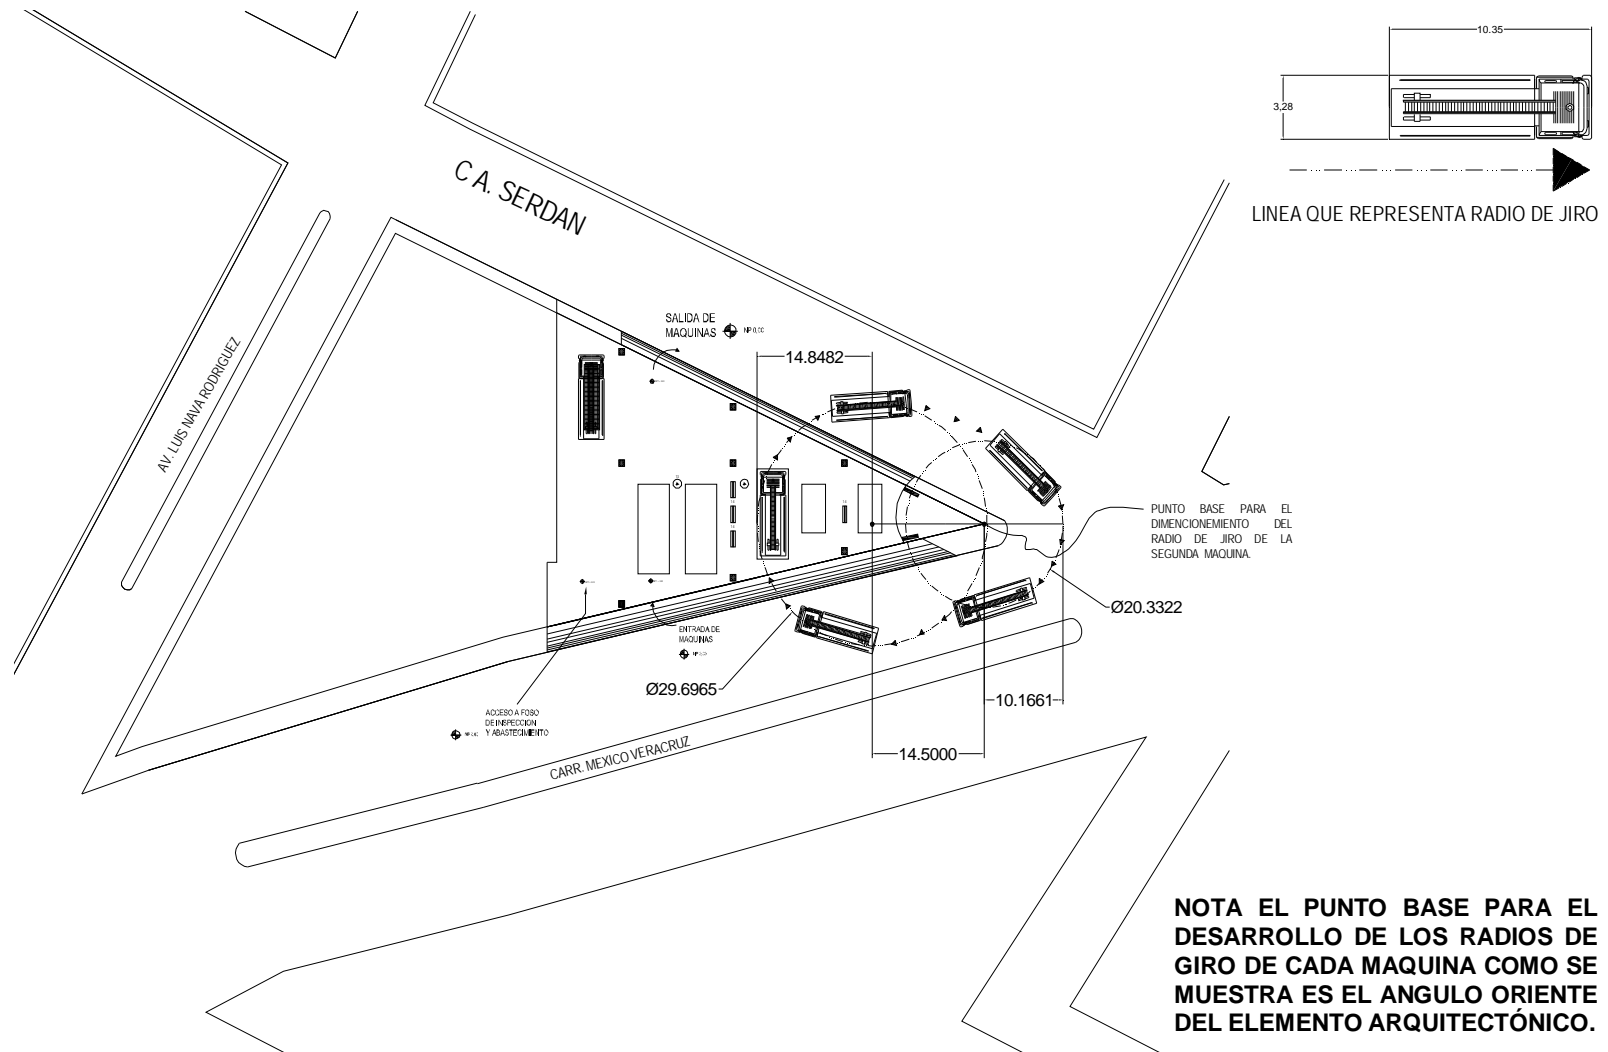 10.35
3,28
LINEA QUE REPRESENTA RADIO DE JIRO
C A. SERDAN
AV. LUIS NAVA RODRIGUEZ
SALIDA DE
MAQUINAS
NP 0,00
14.8482
PUNTO BASE PARA EL
DIMENCIONEMIENTO DEL
RADIO DE JIRO DE LA
SEGUNDA MAQUINA.
Ø20.3322
ENTRADA DE
MAQUINAS
Ø29.6965
10.1661
ACCESO A FOSO
DE INSPECCION
Y ABASTECIMIENTO
CARR. MEXICO VERACRUZ
14.5000
NOTA EL PUNTO BASE PARA EL
DESARROLLO DE LOS RADIOS DE
GIRO DE CADA MAQUINA COMO SE
MUESTRA ES EL ANGULO ORIENTE
DEL ELEMENTO ARQUITECTÓNICO.